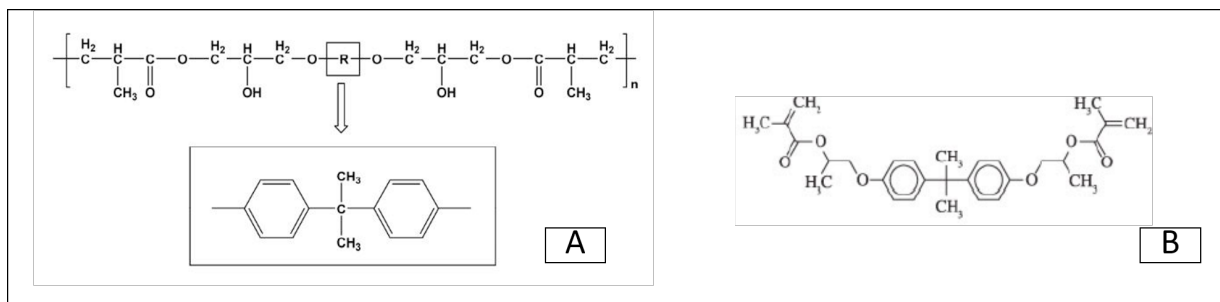 H2 H H2 H H2 H2 H H2 H H2
C C C O C C C O R O C C C O C C C
CH3 O OH OH O CH3 n
CH3
C
CH3
A
CH2 H3C
H3C CH2
O O
O CH3 O
H3C O O CH3
CH3
B